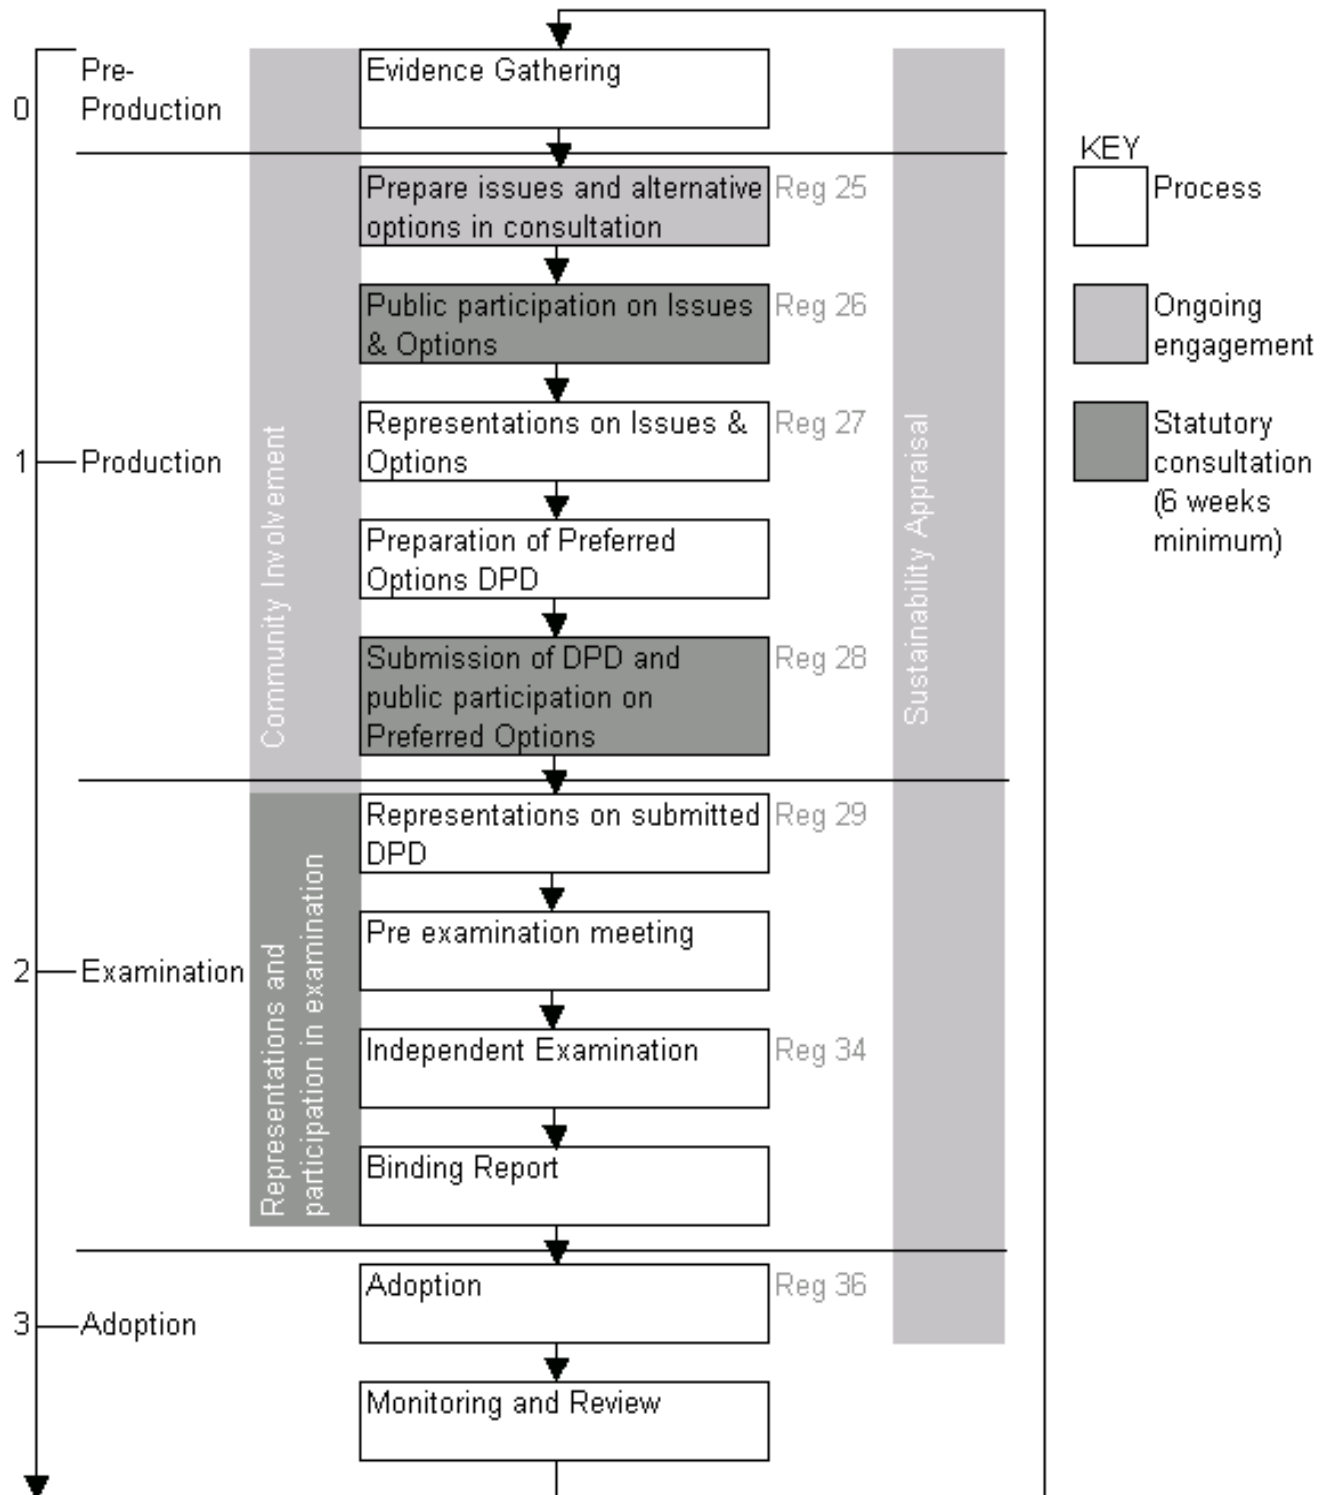 Evidence Gathering
Pre-
Production
0
KEY
Process
Prepare issues and alternative
options in consultation
Reg 25
Public participation on Issues
& Options
Reg 26
Ongoing
engagement
Representations on Issues &
Options
Reg 27
Statutory
consultation
(6 weeks
minimum)
1
Production
Community Involvement
Sustainability Appraisal
Preparation of Preferred
Options DPD
Submission of DPD and
public participation on
Preferred Options
Reg 28
Representations on submitted
DPD
Reg 29
Pre examination meeting
2
Examination
Representations and
participation in examination
Independent Examination
Reg 34
Binding Report
Adoption
Reg 36
3
Adoption
Monitoring and Review